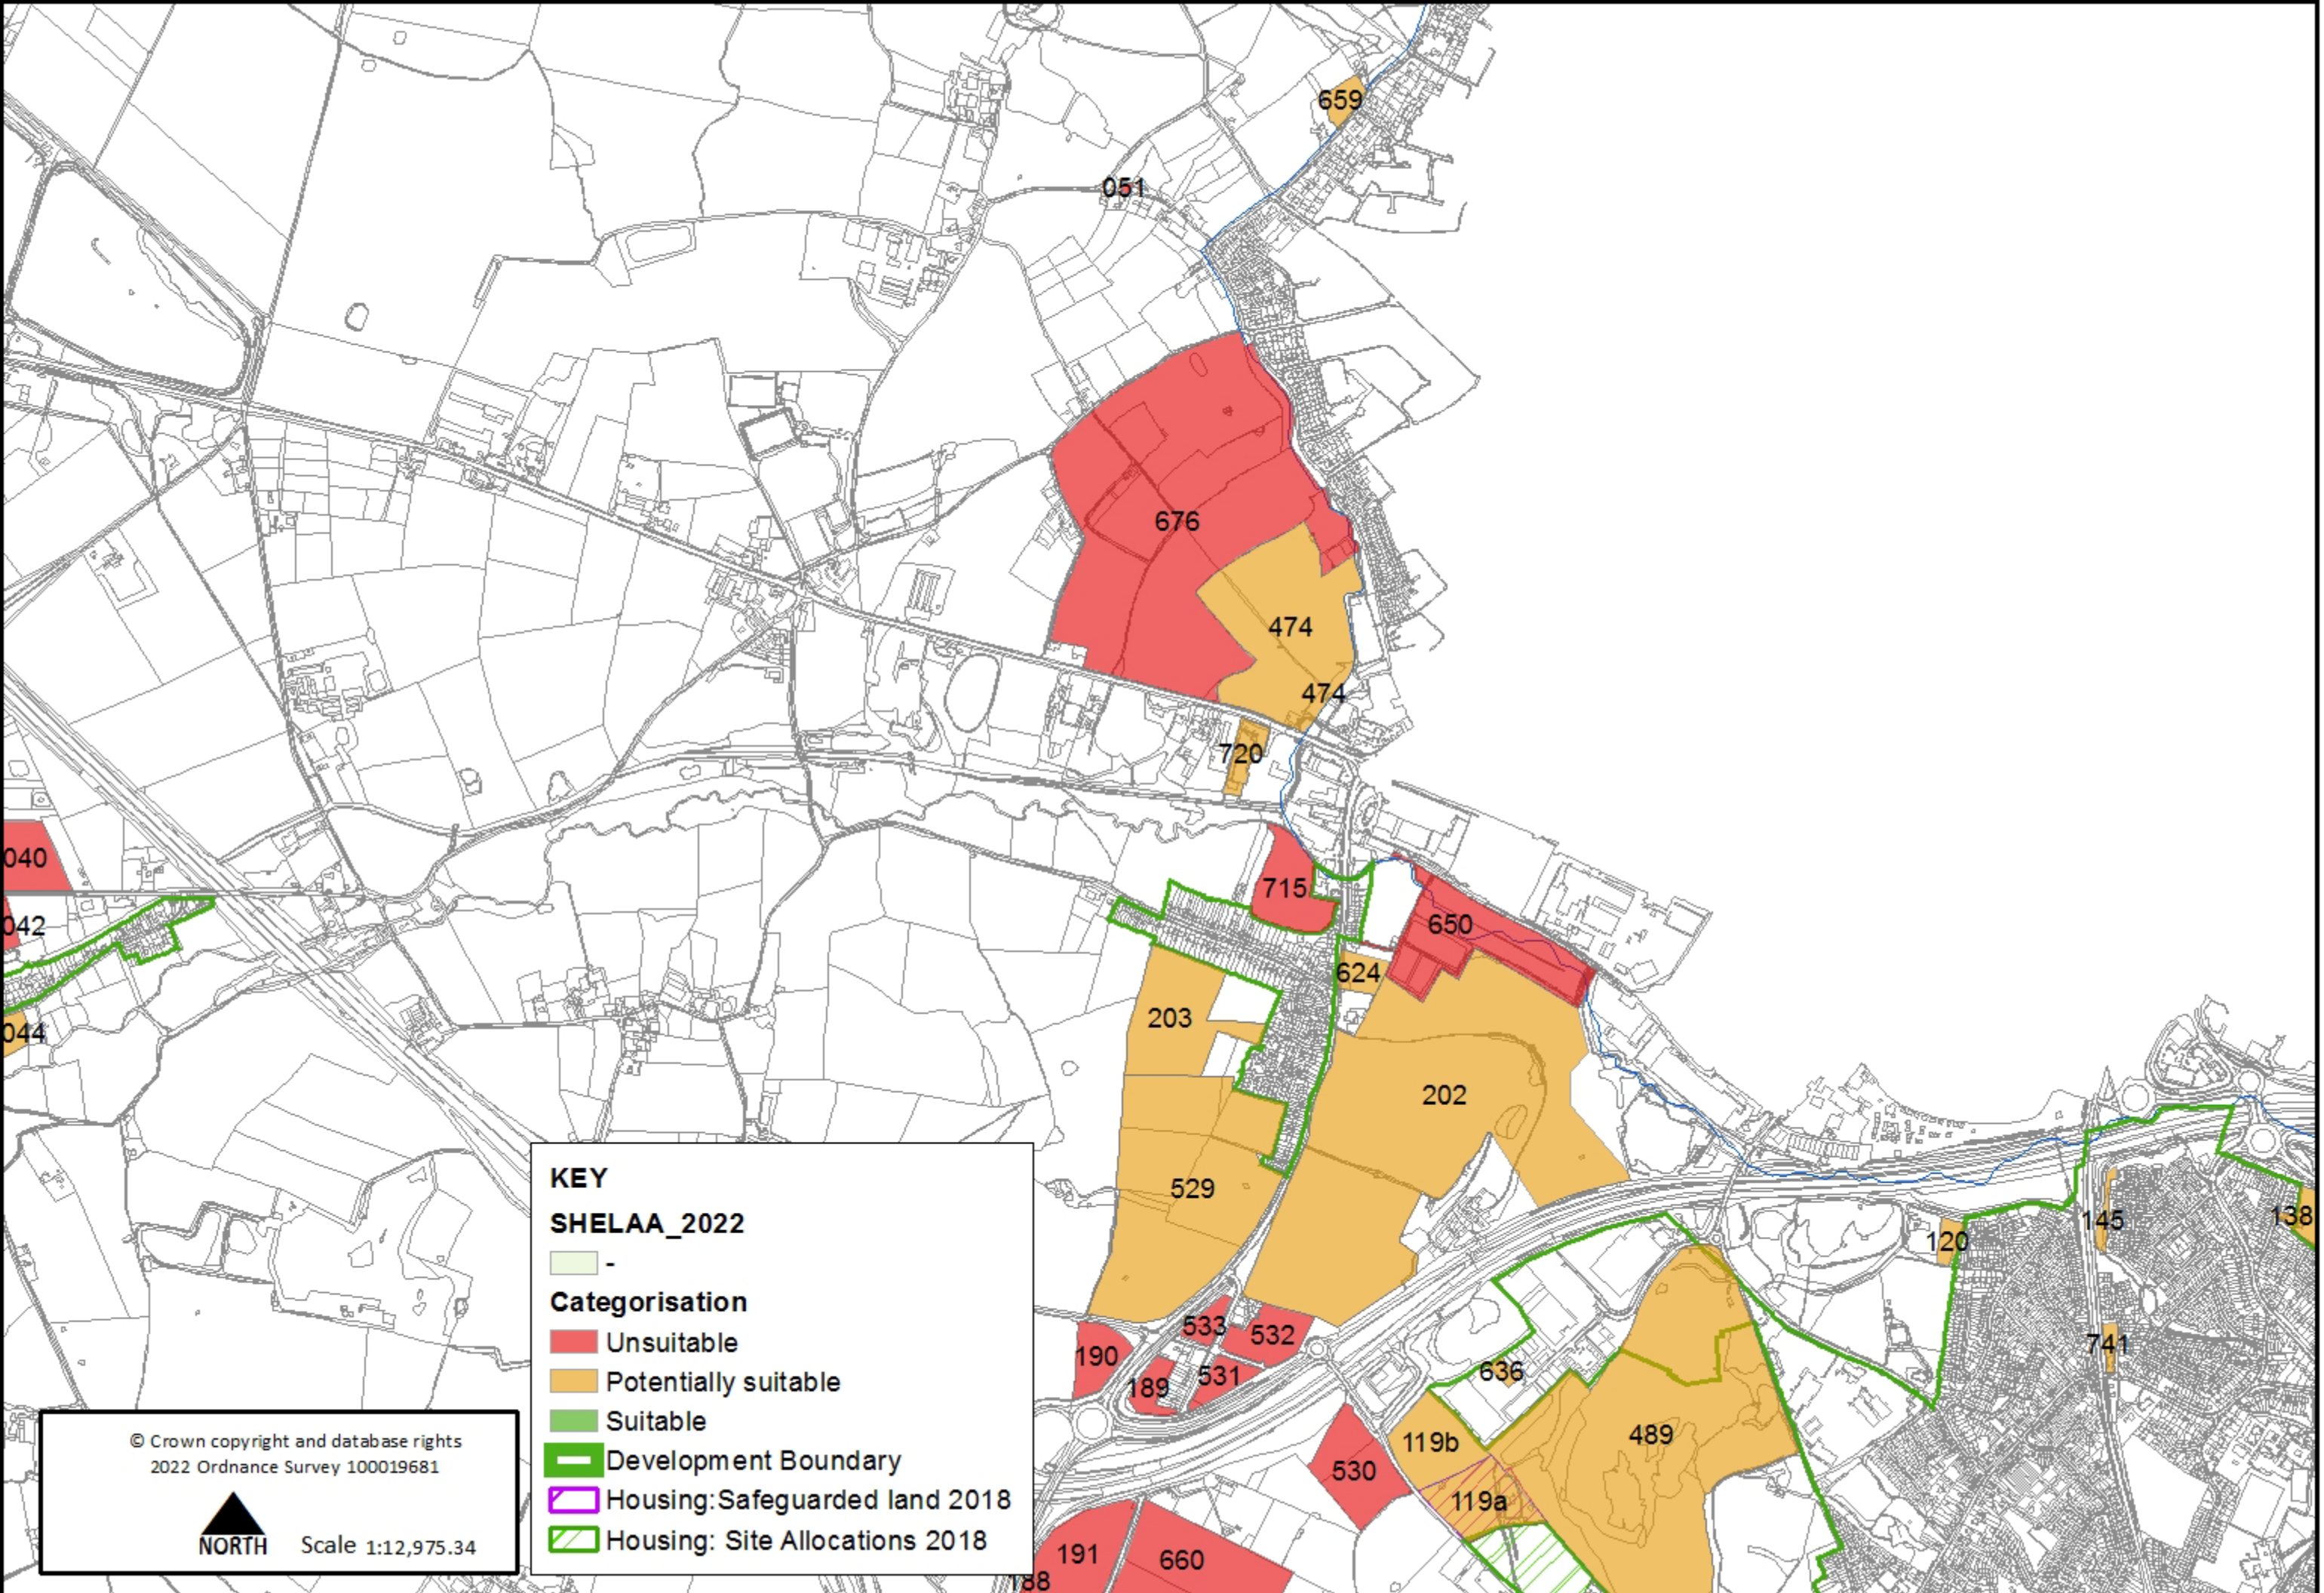 659
051
676
474
474
720
040
715
042
650
624
044
203
202
529
145
138
120
533
532
741
190
531
636
189
119b
489
530
119a
191
660
188
KEY
SHELAA_2022
-
Categorisation
Unsuitable
Potentially suitable
Suitable
Development Boundary
Housing:Safeguarded land 2018
Housing: Site Allocations 2018
© Crown copyright and database rights
2022 Ordnance Survey 100019681
NORTH Scale 1:12,975.34